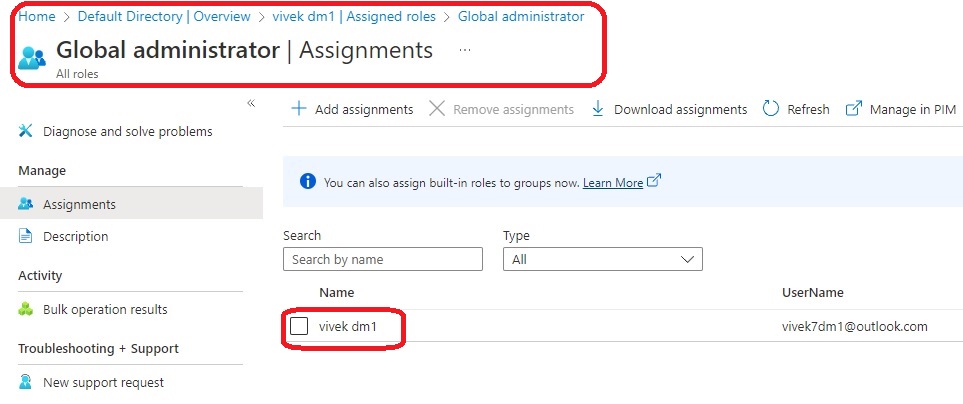 Home > Default Directory | Overview > vivek dm1 | Assigned roles > Global administrator
Global administrator | Assignments ...
All roles
«
Diagnose and solve problems
Manage
Assignments
Description
Activity
Bulk operation results
Troubleshooting + Support
New support request
Add assignments Remove assignments Download assignments Refresh Manage in PIM
You can also assign built-in roles to groups now. Learn More
Search Type
Search by name All
Name UserName
vivek dm1 vivek7dm1@outlook.com